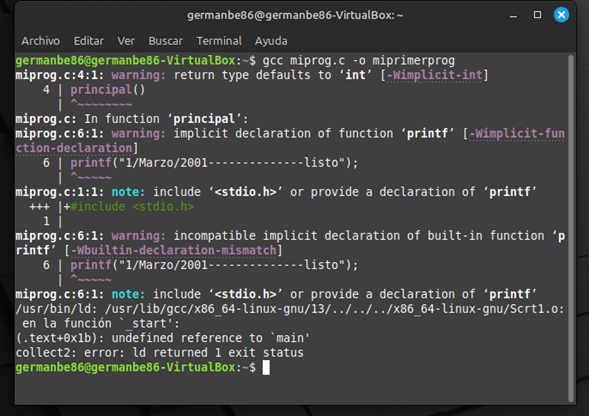 germanbe86@germanbe86-VirtualBox: ~
Archivo Editar Ver Buscar Terminal Ayuda
germanbe86@germanbe86-VirtualBox:~$ gcc miprog.c -o miprimerprog
miprog.c:4:1: warning: return type defaults to ‘int’ [-Wimplicit-int]
    4 | principal()
      | ^~~~~~~~~
miprog.c: In function ‘principal’:
miprog.c:6:1: warning: implicit declaration of function ‘printf’ [-Wimplicit-fun
ction-declaration]
    6 | printf("1/Marzo/2001--------------listo");
      | ^~~~~~
miprog.c:1:1: note: include ‘<stdio.h>’ or provide a declaration of ‘printf’
  +++ |+#include <stdio.h>
    1 |
miprog.c:6:1: warning: incompatible implicit declaration of built-in function ‘p
rintf’ [-Wbuiltin-declaration-mismatch]
    6 | printf("1/Marzo/2001--------------listo");
      | ^~~~~~
miprog.c:6:1: note: include ‘<stdio.h>’ or provide a declaration of ‘printf’
/usr/bin/ld: /usr/lib/gcc/x86_64-linux-gnu/13/../../../x86_64-linux-gnu/Scrt1.o:
 en la función `_start':
(.text+0x1b): undefined reference to `main'
collect2: error: ld returned 1 exit status
germanbe86@germanbe86-VirtualBox:~$